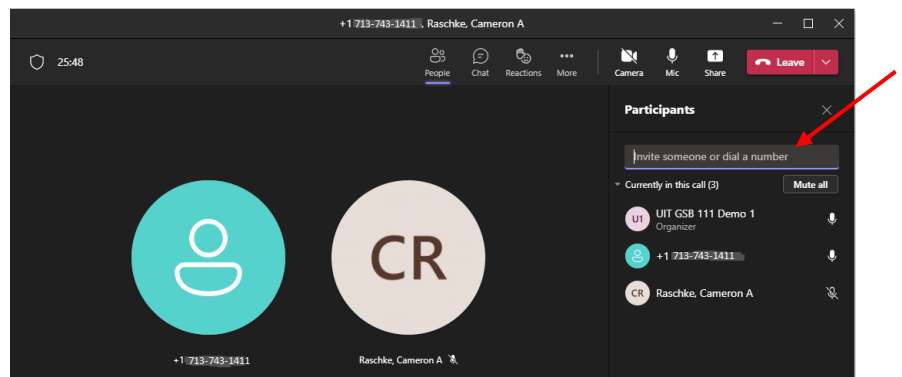 +1 713-743-1411, Raschke, Cameron A
25:48
People
Chat
Reactions
More
Camera
Mic
Share
Leave
Participants
Invite someone or dial a number
Currently in this call (3)
Mute all
U1
UIT GSB 111 Demo 1
Organizer
+1 713-743-1411
CR
Raschke, Cameron A
CR
+1 713-743-1411
Raschke, Cameron A